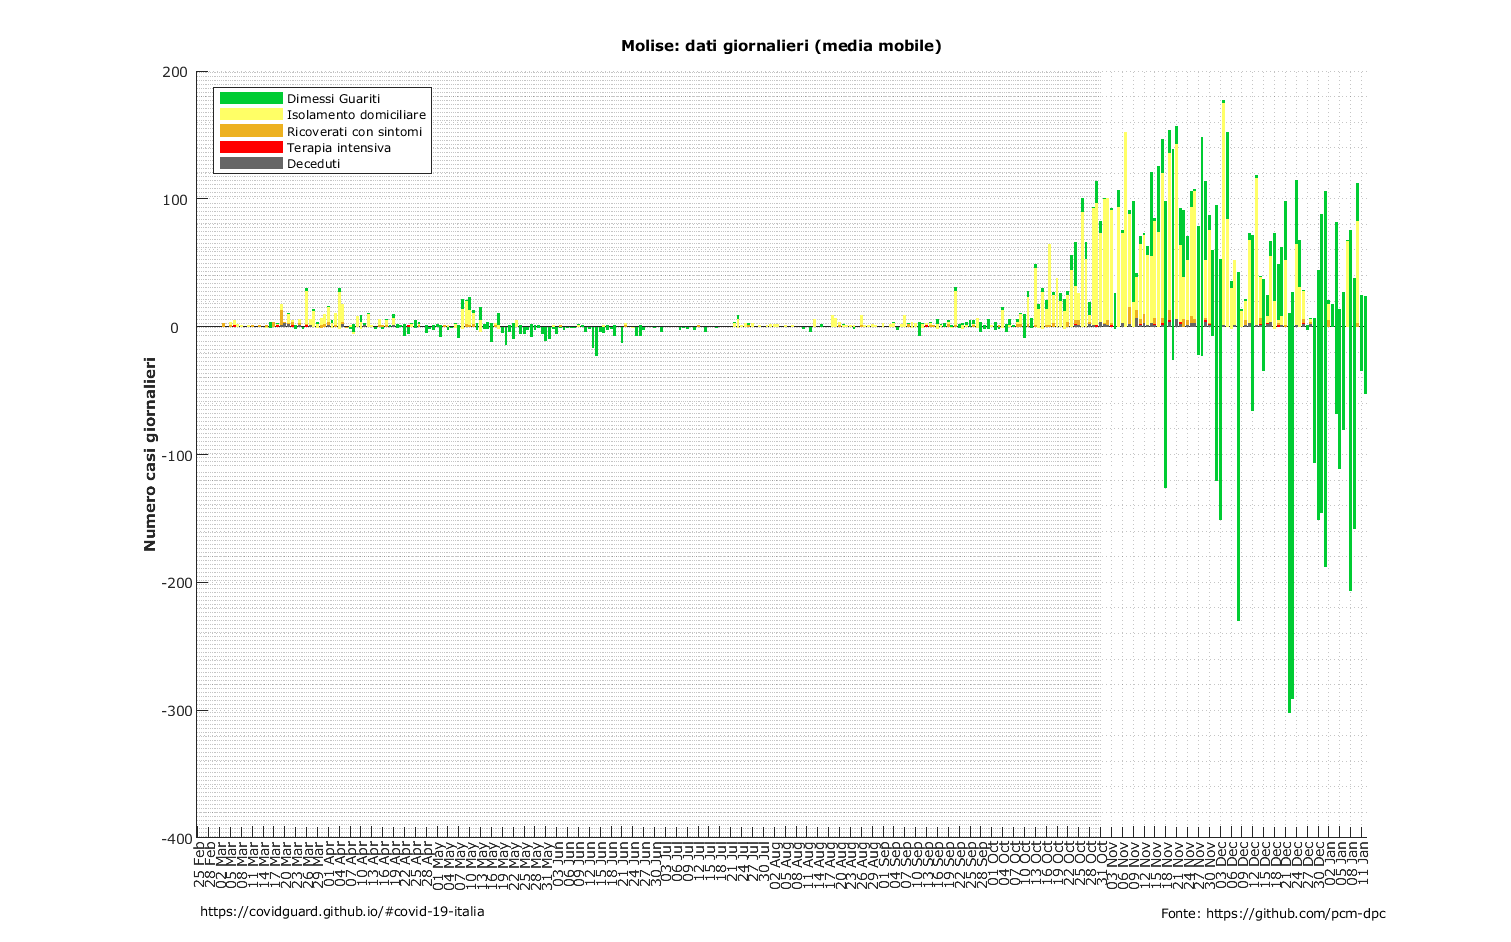 Molise: dati giornalieri (media mobile)
Dimessi Guariti
Isolamento domiciliare
Ricoverati con sintomi
Terapia intensiva
Deceduti
Numero casi giornalieri
200
100
0
-100
-200
-300
-400
25 Feb
28 Feb
02 Mar
05 Mar
08 Mar
11 Mar
14 Mar
17 Mar
20 Mar
23 Mar
26 Mar
29 Mar
01 Apr
04 Apr
07 Apr
10 Apr
13 Apr
16 Apr
19 Apr
22 Apr
25 Apr
28 Apr
01 May
04 May
07 May
10 May
13 May
16 May
19 May
22 May
25 May
28 May
31 May
03 Jun
06 Jun
09 Jun
12 Jun
15 Jun
18 Jun
21 Jun
24 Jun
27 Jun
30 Jun
03 Jul
06 Jul
09 Jul
12 Jul
15 Jul
18 Jul
21 Jul
24 Jul
27 Jul
30 Jul
02 Aug
05 Aug
08 Aug
11 Aug
14 Aug
17 Aug
20 Aug
23 Aug
26 Aug
29 Aug
01 Sep
04 Sep
07 Sep
10 Sep
13 Sep
16 Sep
19 Sep
22 Sep
25 Sep
28 Sep
01 Oct
04 Oct
07 Oct
10 Oct
13 Oct
16 Oct
19 Oct
22 Oct
25 Oct
28 Oct
31 Oct
03 Nov
06 Nov
09 Nov
12 Nov
15 Nov
18 Nov
21 Nov
24 Nov
27 Nov
30 Nov
03 Dec
06 Dec
09 Dec
12 Dec
15 Dec
18 Dec
21 Dec
24 Dec
27 Dec
30 Dec
02 Jan
05 Jan
08 Jan
11 Jan
https://covidguard.github.io/#covid-19-italia
Fonte: https://github.com/pcm-dpc